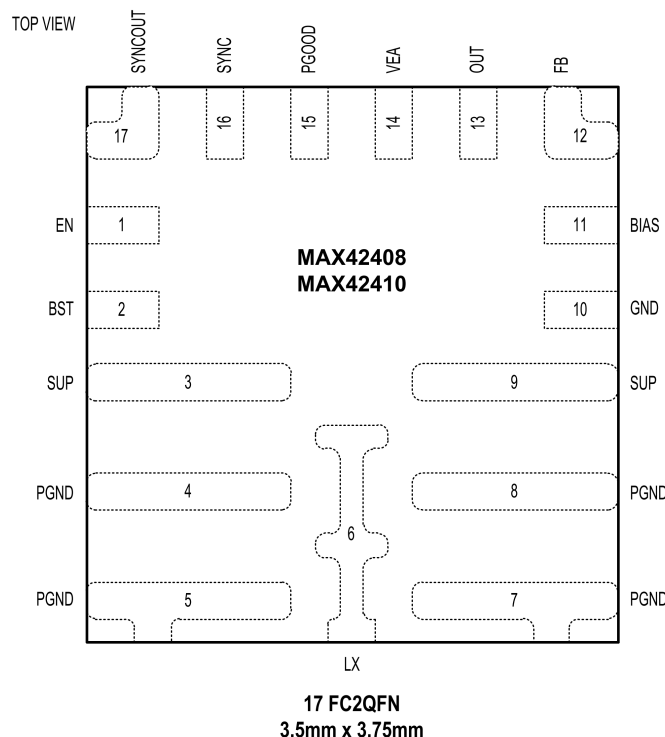 TOP VIEW
SYNCOUT
SYNC
PGOOD
VEA
OUT
FB
17
16
15
14
13
12
EN
1
11
BIAS
MAX42408
MAX42410
BST
2
10
GND
SUP
3
9
SUP
PGND
4
8
PGND
6
PGND
5
7
PGND
LX
17 FC2QFN
3.5mm x 3.75mm